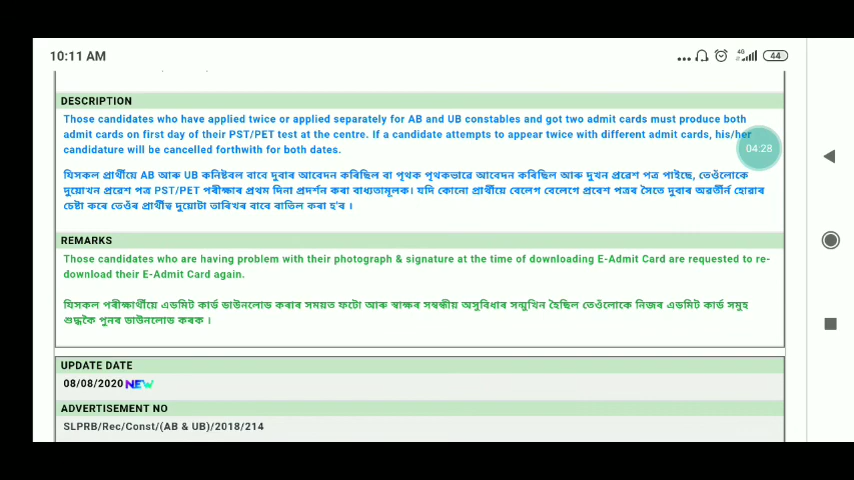 10:11 AM
4G
44
DESCRIPTION
Those candidates who have applied twice or applied separately for AB and UB constables and got two admit cards must produce both
admit cards on first day of their PST/PET test at the centre. If a candidate attempts to appear twice with different admit cards, his/her
candidature will be cancelled forthwith for both dates.
04:28
যিসকল প্ৰাৰ্থীয়ে AB আৰু UB কনিষ্টবল বাবে দুবাৰ আবেদন কৰিছিল বা পৃথক পৃথকভাৱে আবেদন কৰিছিল আৰু দুখন প্ৰৱেশ পত্ৰ পাইছে, তেওঁলোকে
দুয়োখন প্ৰৱেশ পত্ৰ PST/PET পৰীক্ষাৰ প্ৰথম দিনা প্ৰদৰ্শন কৰা বাধ্যতামূলক। যদি কোনো প্ৰাৰ্থীয়ে বেলেগ বেলেগে প্ৰবেশ পত্ৰৰ সৈতে দুবাৰ অৱতীৰ্ন হোৱাৰ
চেষ্টা কৰে তেওঁৰ প্ৰাৰ্থীত্ব দুয়োটা তাৰিখৰ বাবে বাতিল কৰা হ'ব ।
REMARKS
Those candidates who are having problem with their photograph & signature at the time of downloading E-Admit Card are requested to re-
download their E-Admit Card again.
যিসকল পৰীক্ষাৰ্থীয়ে এডমিট কাৰ্ড ডাউনলোড কৰাৰ সময়ত ফটো আৰু স্বাক্ষৰ সম্বন্ধীয় অসুবিধাৰ সন্মুখিন হৈছিল তেওঁলোকে নিজৰ এডমিট কাৰ্ড সমুহ
শুদ্ধকৈ পুনৰ ডাউনলোড কৰক ।
UPDATE DATE
08/08/2020 NEW
ADVERTISEMENT NO
SLPRB/Rec/Const/(AB & UB)/2018/214